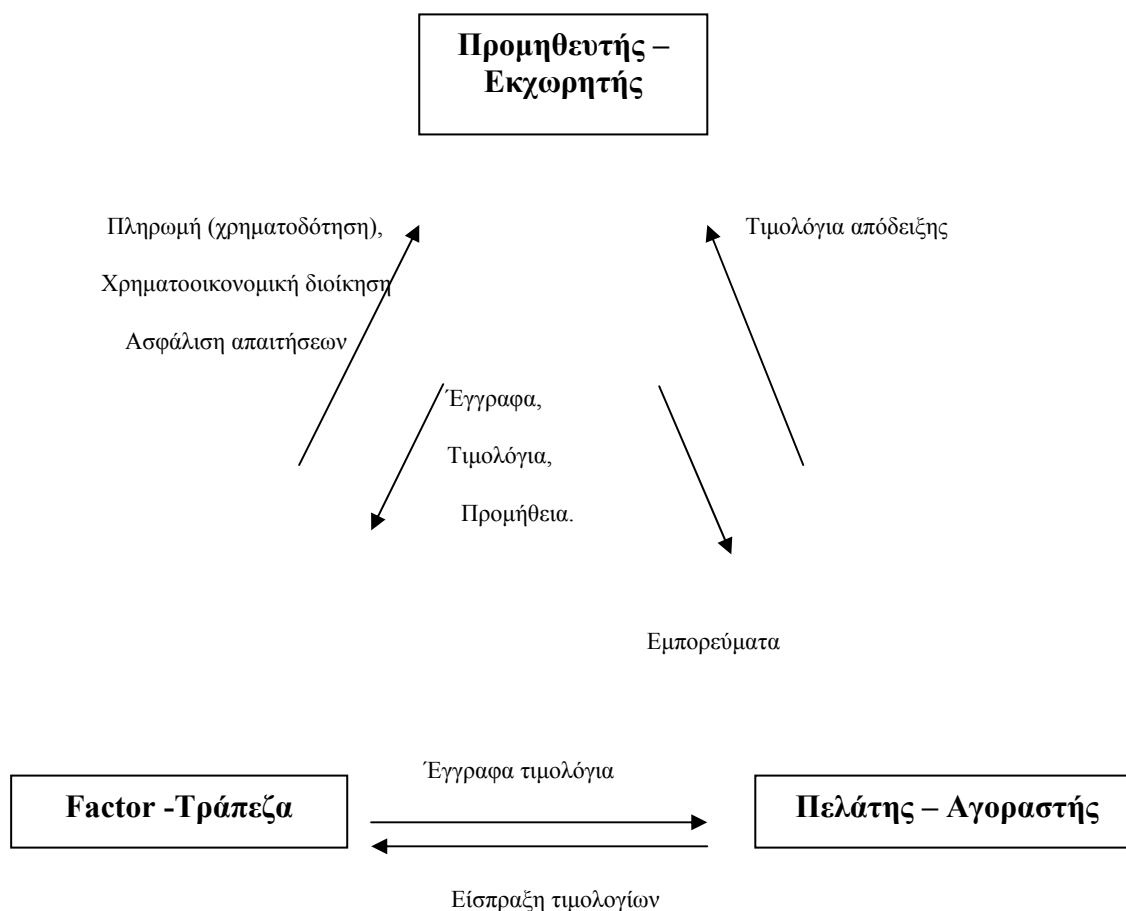 Προμηθευτής –
Εκχωρητής
Πληρωμή (χρηματοδότηση),
Χρηματοοικονομική διοίκηση
Ασφάλιση απαιτήσεων
Τιμολόγια απόδειξης
Έγγραφα,
Τιμολόγια,
Προμήθεια.
Εμπορεύματα
Έγγραφα τιμολόγια
Factor -Τράπεζα
Πελάτης – Αγοραστής
Είσπραξη τιμολογίων